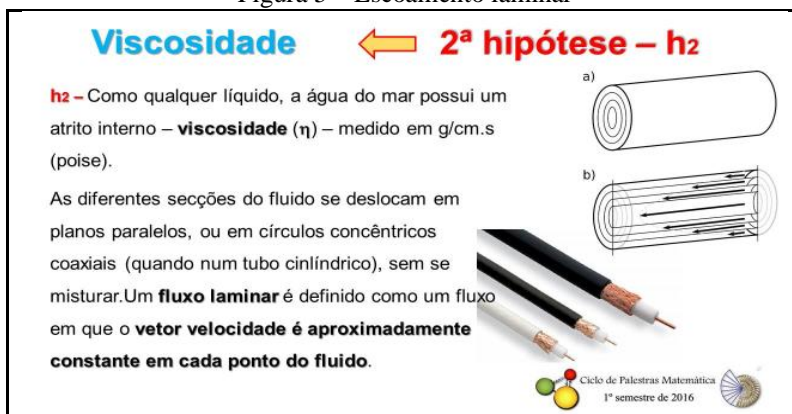 Figura 5 – Escoamento laminar
Viscosidade
2ª hipótese – h2
h2 – Como qualquer líquido, a água do mar possui um
atrito interno – viscosidade (η) – medido em g/cm.s
(poise).
As diferentes secções do fluido se deslocam em
planos paralelos, ou em círculos concêntricos
coaxiais (quando num tubo cinlíndrico), sem se
misturar.Um fluxo laminar é definido como um fluxo
em que o vetor velocidade é aproximadamente
constante em cada ponto do fluido.
a)
b)
Ciclo de Palestras Matemática
1º semestre de 2016